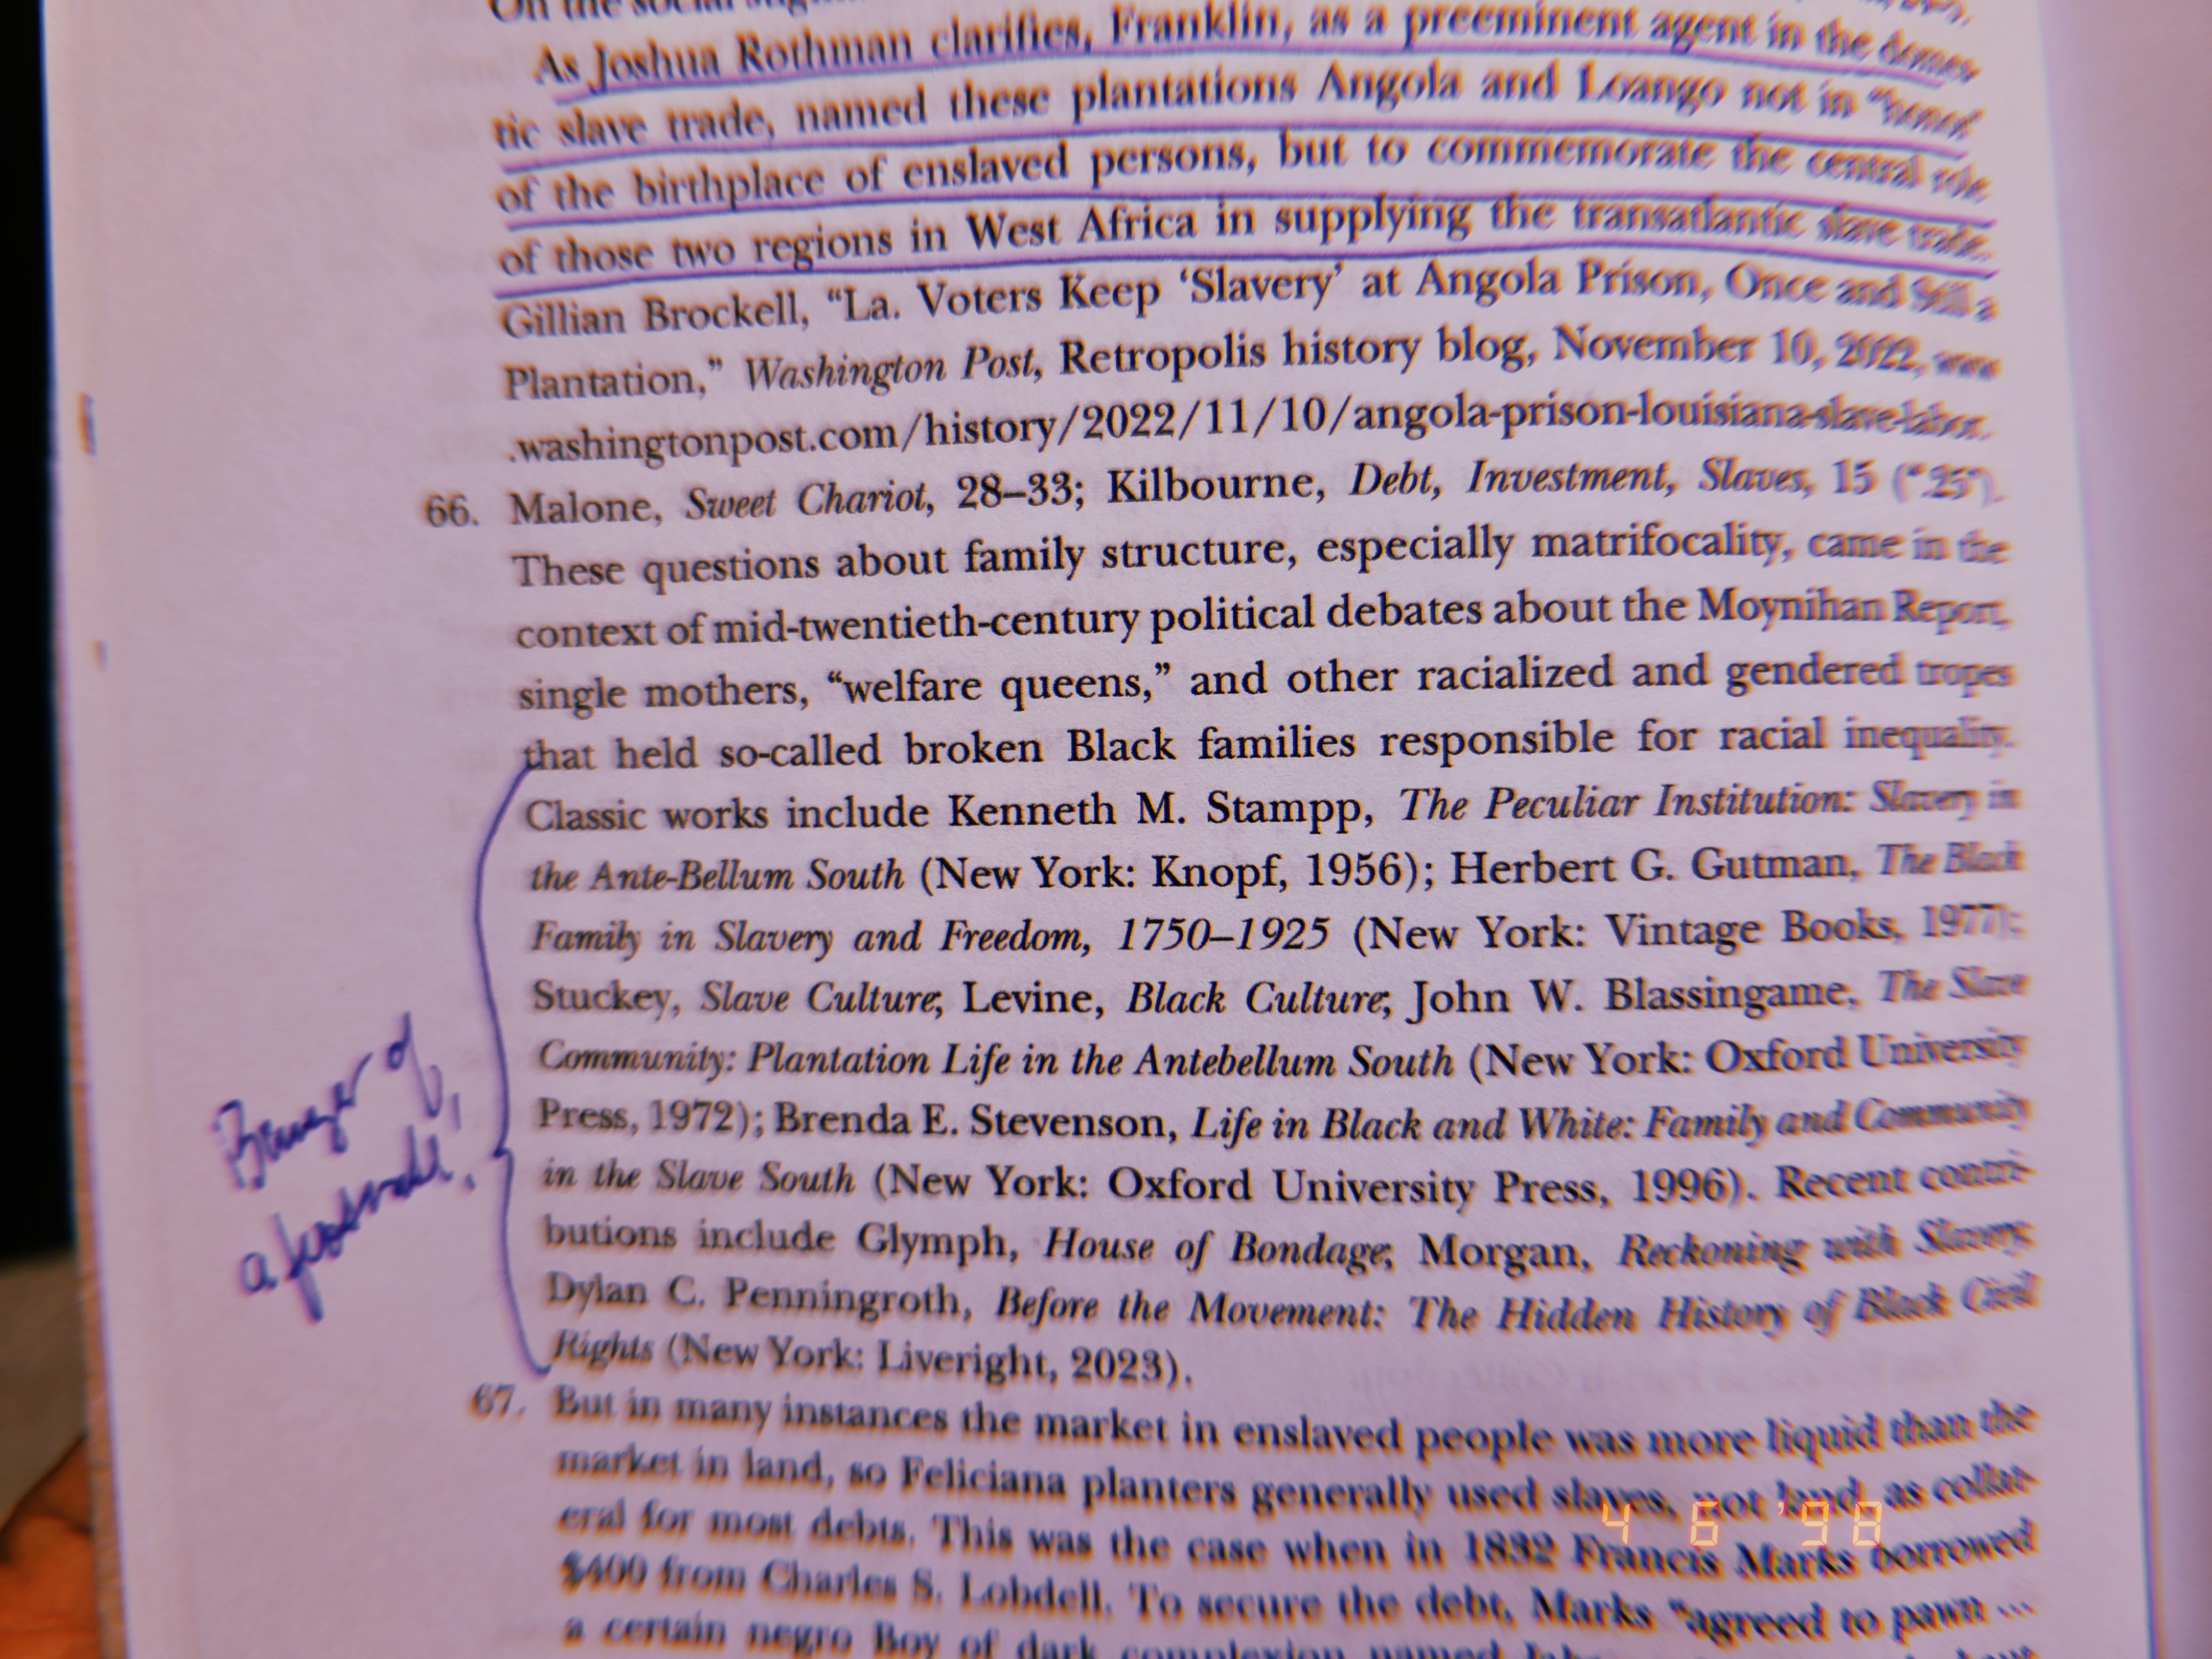 On the social
As Joshua Rothman clarifies, Franklin, as a preeminent agent in the domes-
tic slave trade, named these plantations Angola and Loango not in "honor"
of the birthplace of enslaved persons, but to commemorate the central role
of those two regions in West Africa in supplying the transatlantic slave trade.
Gillian Brockell, “La. Voters Keep ‘Slavery’ at Angola Prison, Once and Still a
Plantation,” Washington Post, Retropolis history blog, November 10, 2022, www
.washingtonpost.com/history/2022/11/10/angola-prison-louisiana-slave-labor.
66. Malone, Sweet Chariot, 28–33; Kilbourne, Debt, Investment, Slaves, 15 (“25”).
These questions about family structure, especially matrifocality, came in the
context of mid-twentieth-century political debates about the Moynihan Report,
single mothers, “welfare queens,” and other racialized and gendered tropes
that held so-called broken Black families responsible for racial inequality.
Classic works include Kenneth M. Stampp, The Peculiar Institution: Slavery in
the Ante-Bellum South (New York: Knopf, 1956); Herbert G. Gutman, The Black
Family in Slavery and Freedom, 1750–1925 (New York: Vintage Books, 1977);
Stuckey, Slave Culture; Levine, Black Culture; John W. Blassingame, The Slave
Community: Plantation Life in the Antebellum South (New York: Oxford University
Press, 1972); Brenda E. Stevenson, Life in Black and White: Family and Community
in the Slave South (New York: Oxford University Press, 1996). Recent contri-
butions include Glymph, House of Bondage; Morgan, Reckoning with Slavery;
Dylan C. Penningroth, Before the Movement: The Hidden History of Black Civil
Rights (New York: Liveright, 2023).
Banger of
a footnote!
67. But in many instances the market in enslaved people was more liquid than the
market in land, so Feliciana planters generally used slaves, not land, as collat-
eral for most debts. This was the case when in 1832 Francis Marks borrowed
$400 from Charles S. Lobdell. To secure the debt, Marks “agreed to pawn ...
a certain negro Boy of dark complexion named
4 6 '98